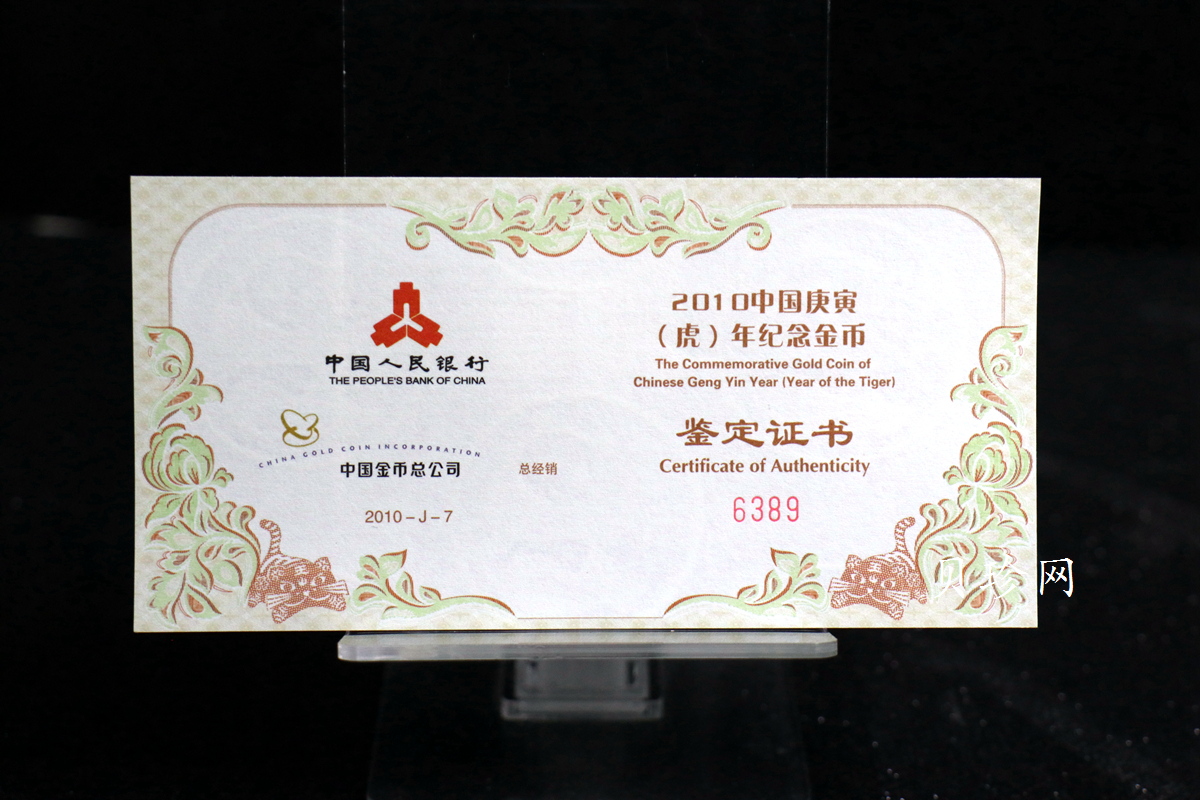 中国人民银行
THE PEOPLE'S BANK OF CHINA
CHINA GOLD COIN INCORPORATION
中国金币总公司
总经销
2010-J-7
2010中国庚寅
（虎）年纪念金币
The Commemorative Gold Coin of
Chinese Geng Yin Year (Year of the Tiger)
鉴定证书
Certificate of Authenticity
6389
网